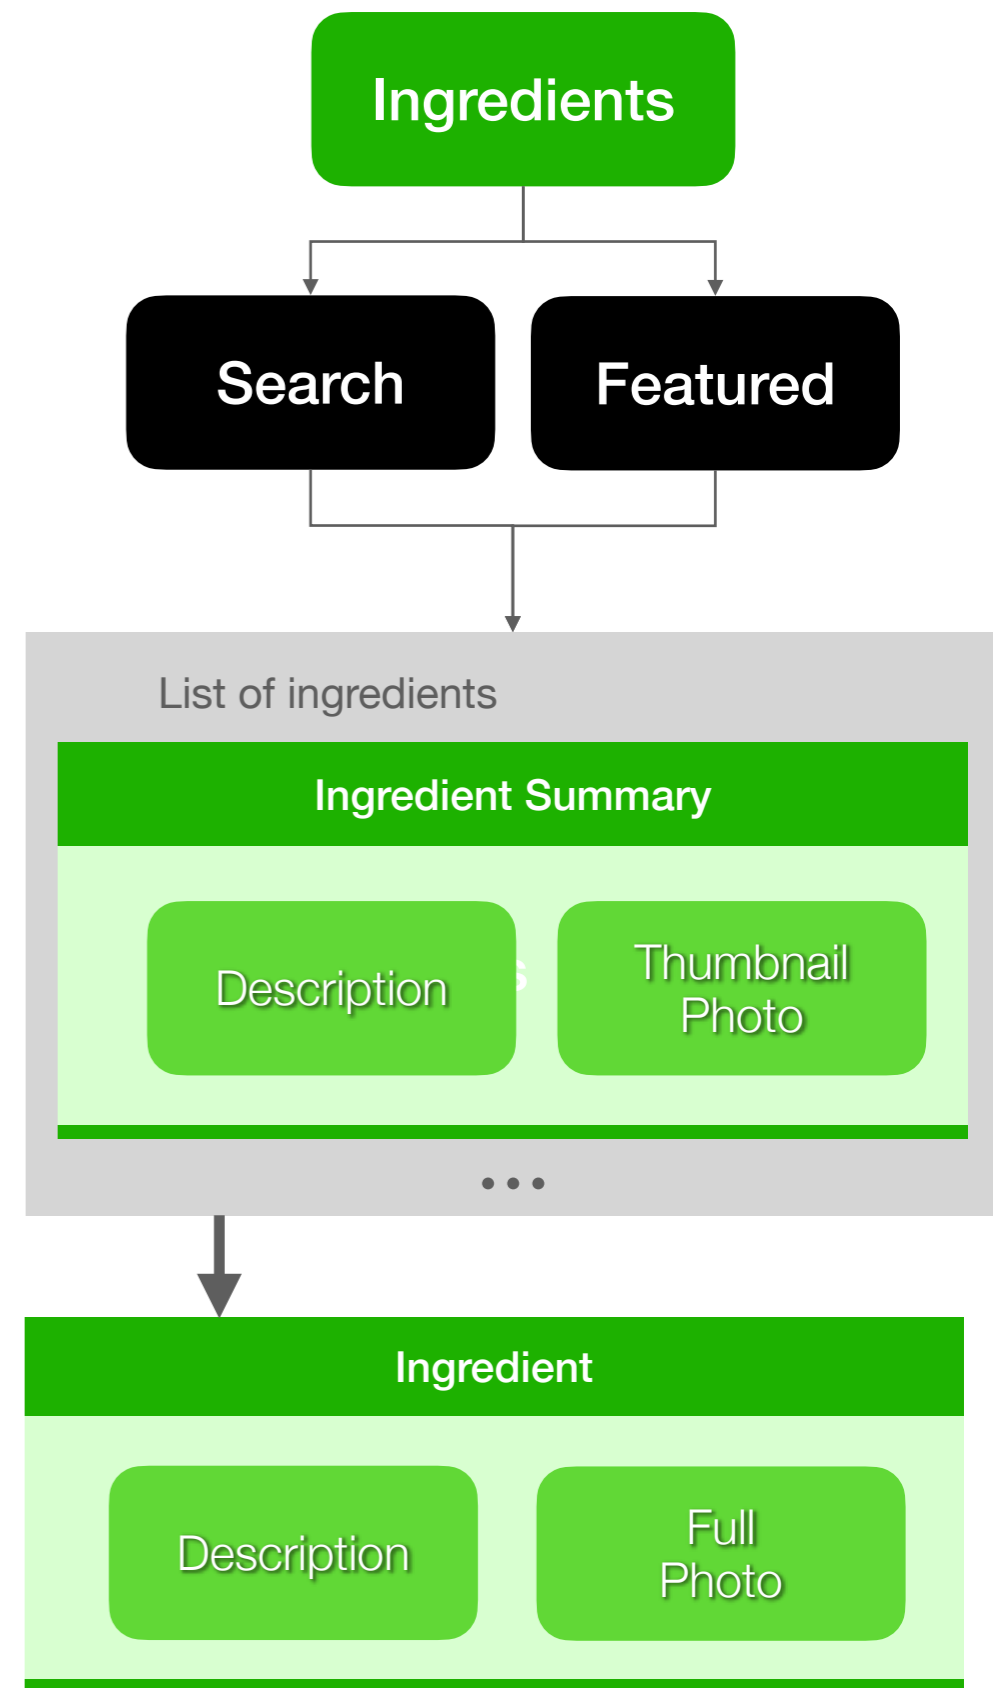 Ingredients
Search
Featured
List of ingredients
Ingredient Summary
Description
Thumbnail
Photo
...
Ingredient
Description
Full
Photo